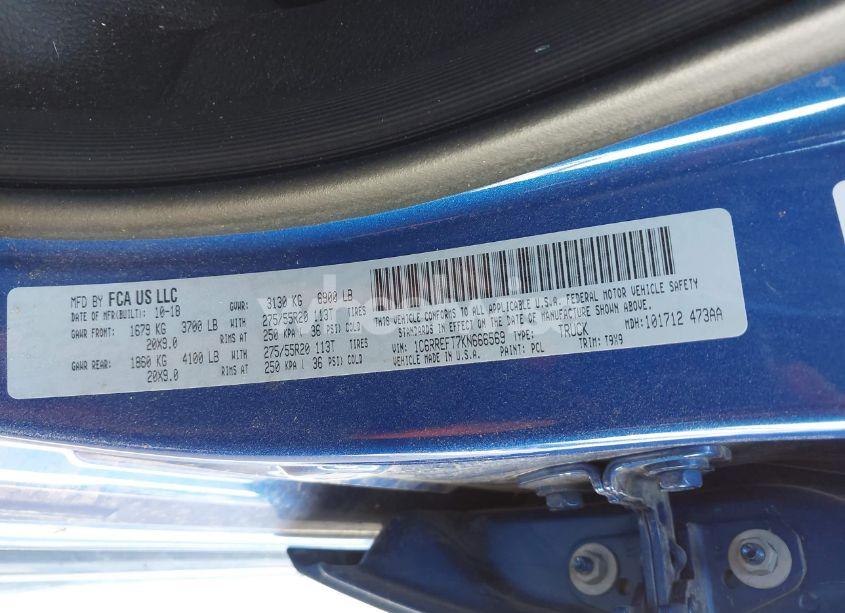 MFD BY FCA US LLC
DATE OF MFR(BUILT): 10-18 GVWR: 3130 KG 6900 LB
GAWR FRONT: 1679 KG 3700 LB WITH 275/55R20 113T TIRES
20X9.0 RIMS AT 250 KPA ( 36 PSI) COLD
GAWR REAR: 1860 KG 4100 LB WITH 275/55R20 113T TIRES
20X9.0 RIMS AT 250 KPA ( 36 PSI) COLD
THIS VEHICLE CONFORMS TO ALL APPLICABLE U.S.A. FEDERAL MOTOR VEHICLE SAFETY
STANDARDS IN EFFECT ON THE DATE OF MANUFACTURE SHOWN ABOVE.
VIN: 1C6RREFT7KN666569 TYPE: TRUCK MDH: 101712 473AA
VEHICLE MADE IN U.S.A. PAINT: PCL TRIM: T9X9